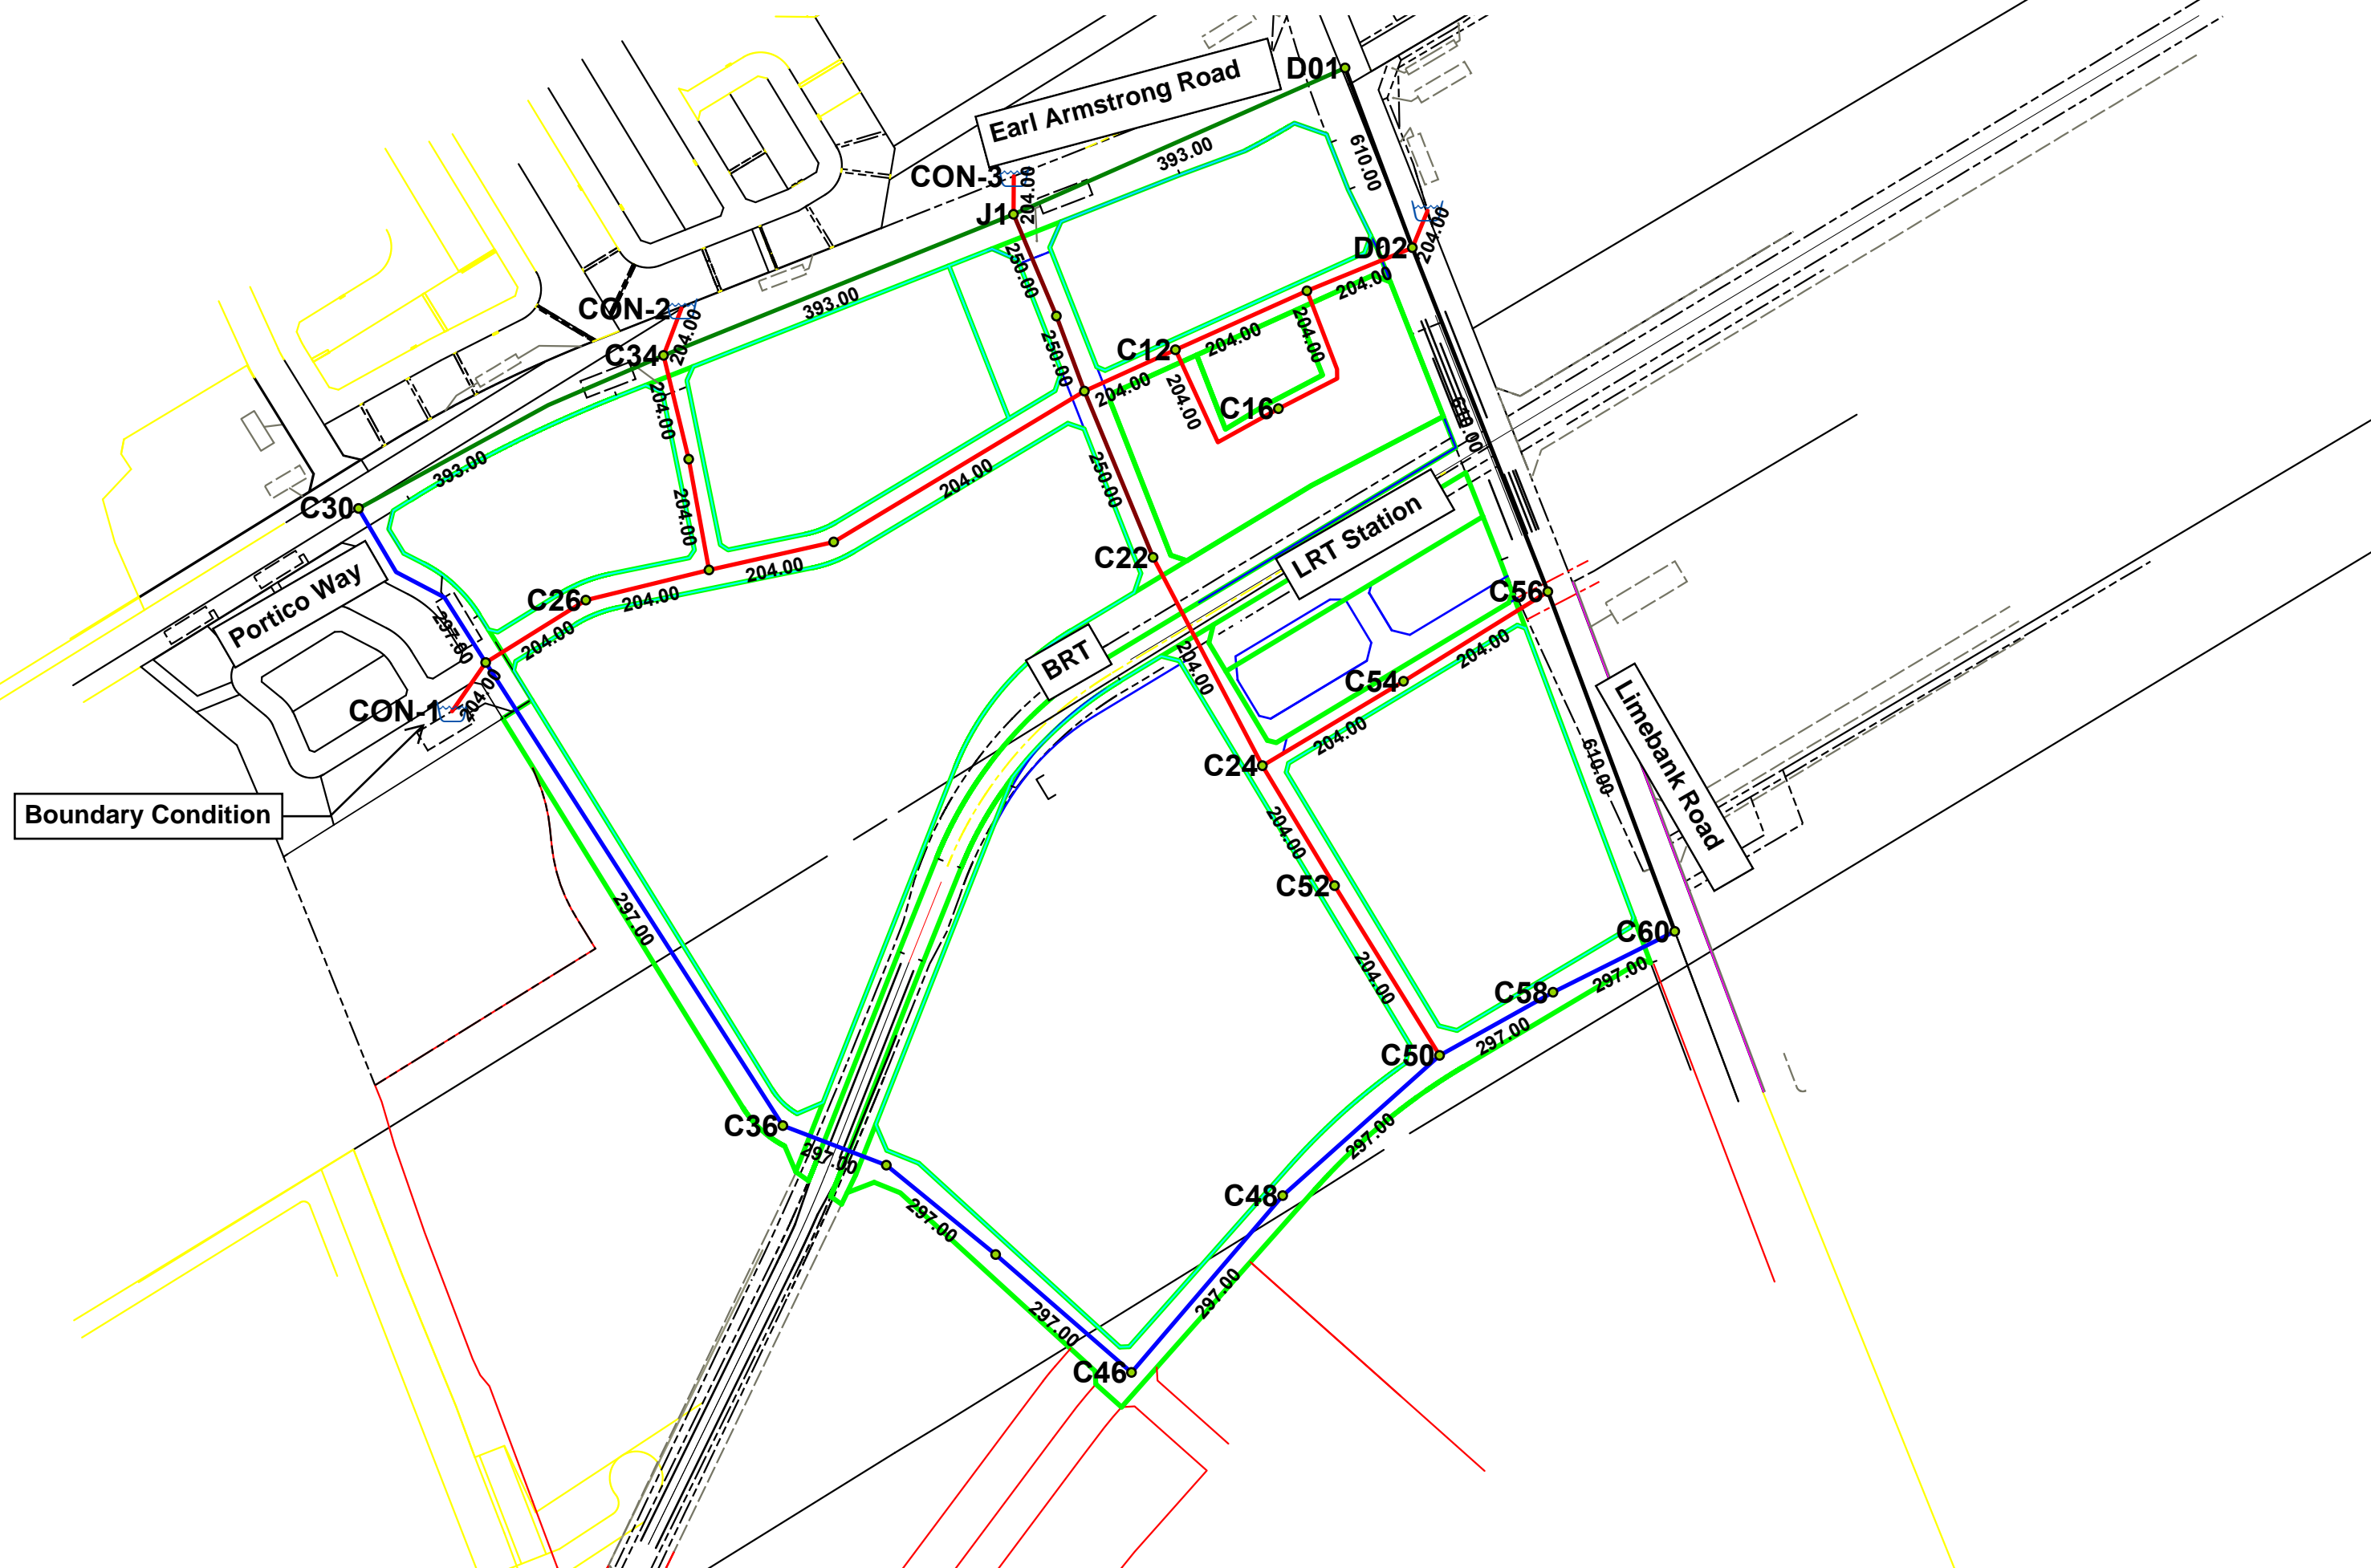 D01
Earl Armstrong Road
610.00
393.00
CON-3
204.00
J1
D02
204.00
250.00
204.00
CON-2
393.00
204.00
C34
250.00
C12
204.00
204.00
204.00
204.00
C16
204.00
610.00
393.00
250.00
204.00
C30
204.00
LRT Station
C22
204.00
C56
Portico Way
C26
204.00
297.00
204.00
204.00
BRT
204.00
C54
CON-1
204.00
204.00
Limebank Road
C24
610.00
Boundary Condition
204.00
C52
297.00
C60
204.00
C58
297.00
297.00
C50
C36
297.00
297.00
C48
297.00
297.00
297.00
C46